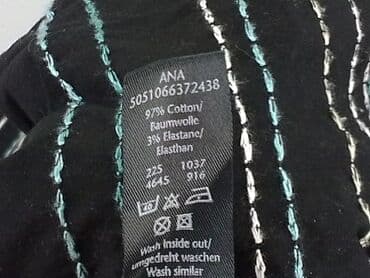 ANA
5051066372438
97% Cotton/
Baumwolle
3% Elastane/
Elasthan
225 1037
4645 916
40
Wash inside out/
umgedreht waschen
Wash similar